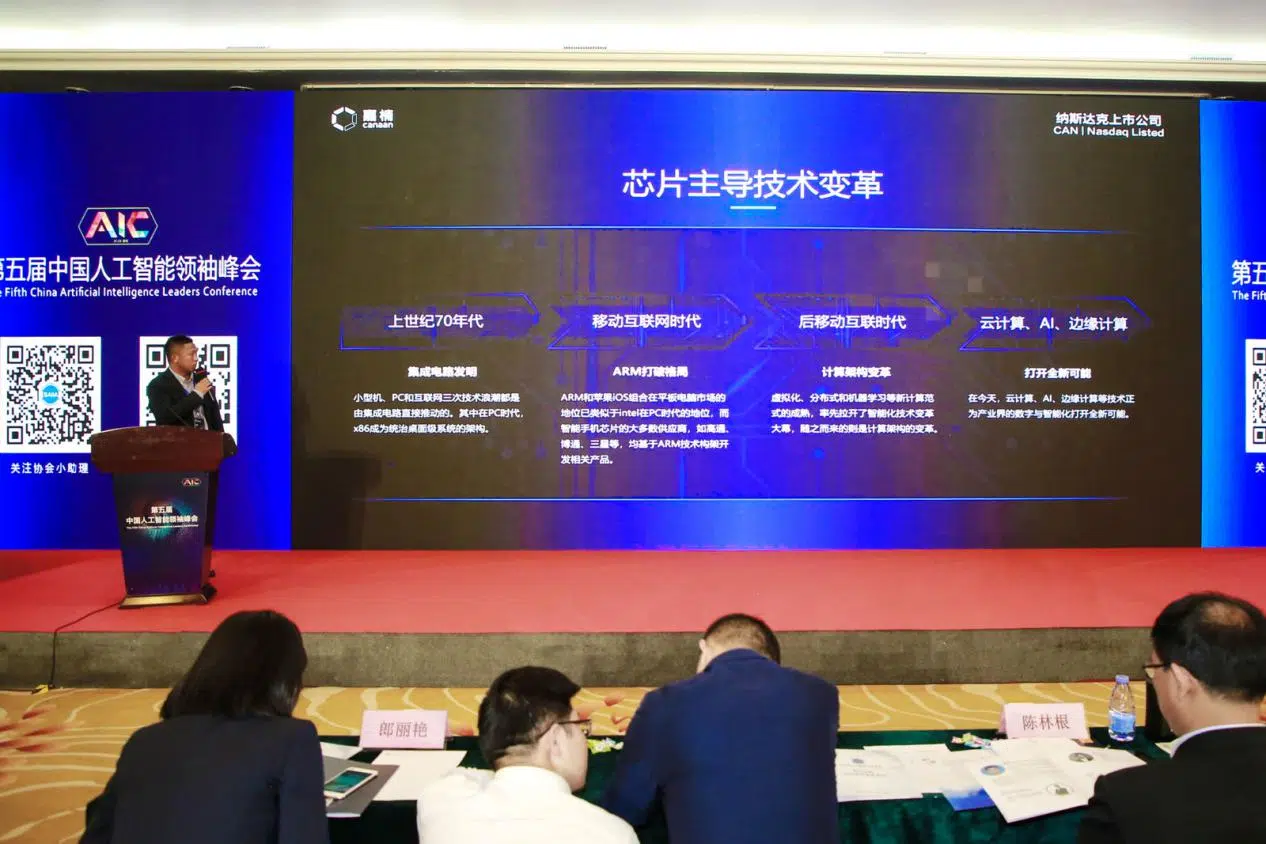 嘉楠
canaan
纳斯达克上市公司
CAN | Nasdaq Listed
芯片主导技术变革
AIC
第五届中国人工智能领袖峰会
The Fifth China Artificial Intelligence Leaders Conference
关注协会小助理
上世纪70年代
集成电路发明
小型机、PC和互联网三次技术浪潮都是
由集成电路直接推动的。其中在PC时代，
x86成为统治桌面级系统的架构。
移动互联网时代
ARM打破格局
ARM和苹果iOS组合在平板电脑市场的
地位已类似于intel在PC时代的地位，而
智能手机芯片的大多数供应商，如高通、
博通、三星等，均基于ARM技术构架开
发相关产品。
后移动互联时代
计算架构变革
虚拟化、分布式和机器学习等新计算范
式的成熟，率先拉开了智能化技术变革
大幕，随之而来的则是计算架构的变革。
云计算、AI、边缘计算
打开全新可能
在今天，云计算、AI、边缘计算等技术正
为产业界的数字与智能化打开全新可能。
第五
The Fift
关
AIC
第五届
中国人工智能领袖峰会
郎丽艳
陈林根